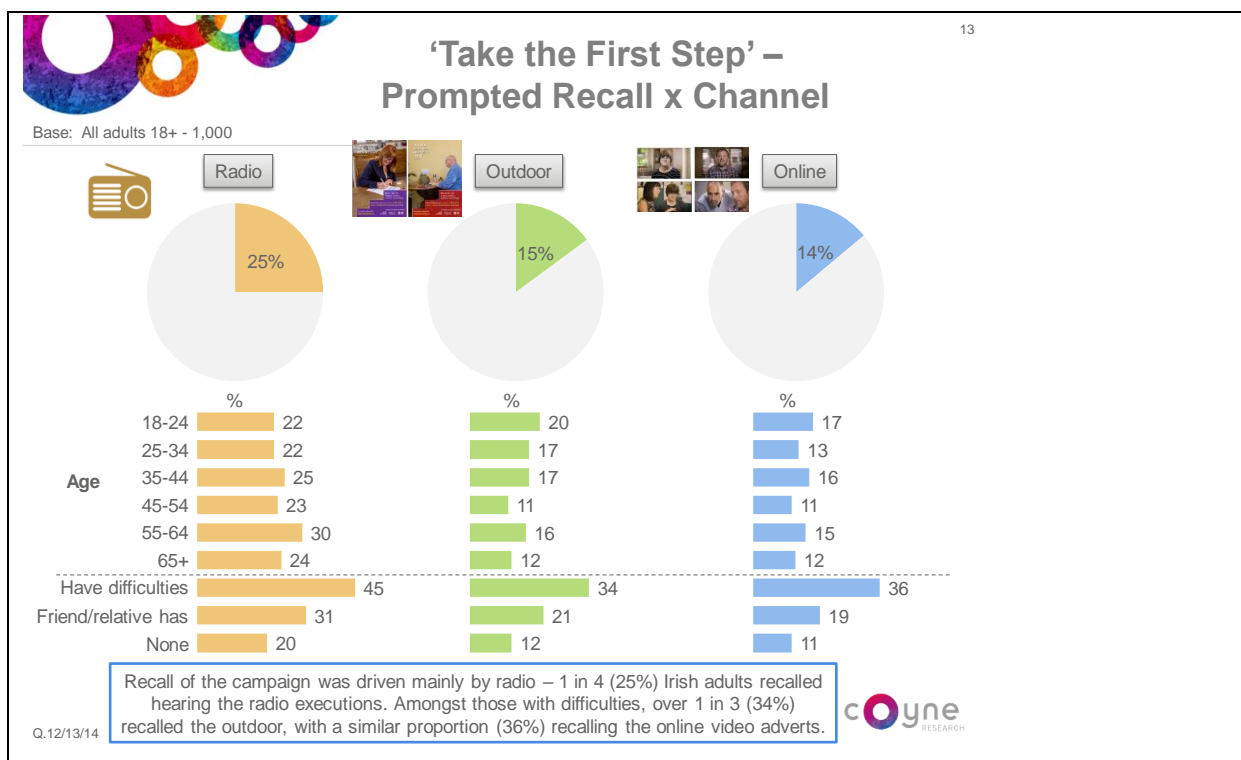 13
‘Take the First Step’ –
Prompted Recall x Channel
Base: All adults 18+ - 1,000
Radio
Outdoor
Online
25%
15%
14%
% % %
18-24 22 20 17
25-34 22 17 13
Age 35-44 25 17 16
45-54 23 11 11
55-64 30 16 15
65+ 24 12 12
Have difficulties 45 34 36
Friend/relative has 31 21 19
None 20 12 11
Recall of the campaign was driven mainly by radio – 1 in 4 (25%) Irish adults recalled
hearing the radio executions. Amongst those with difficulties, over 1 in 3 (34%)
recalled the outdoor, with a similar proportion (36%) recalling the online video adverts.
Q.12/13/14
coyne
RESEARCH